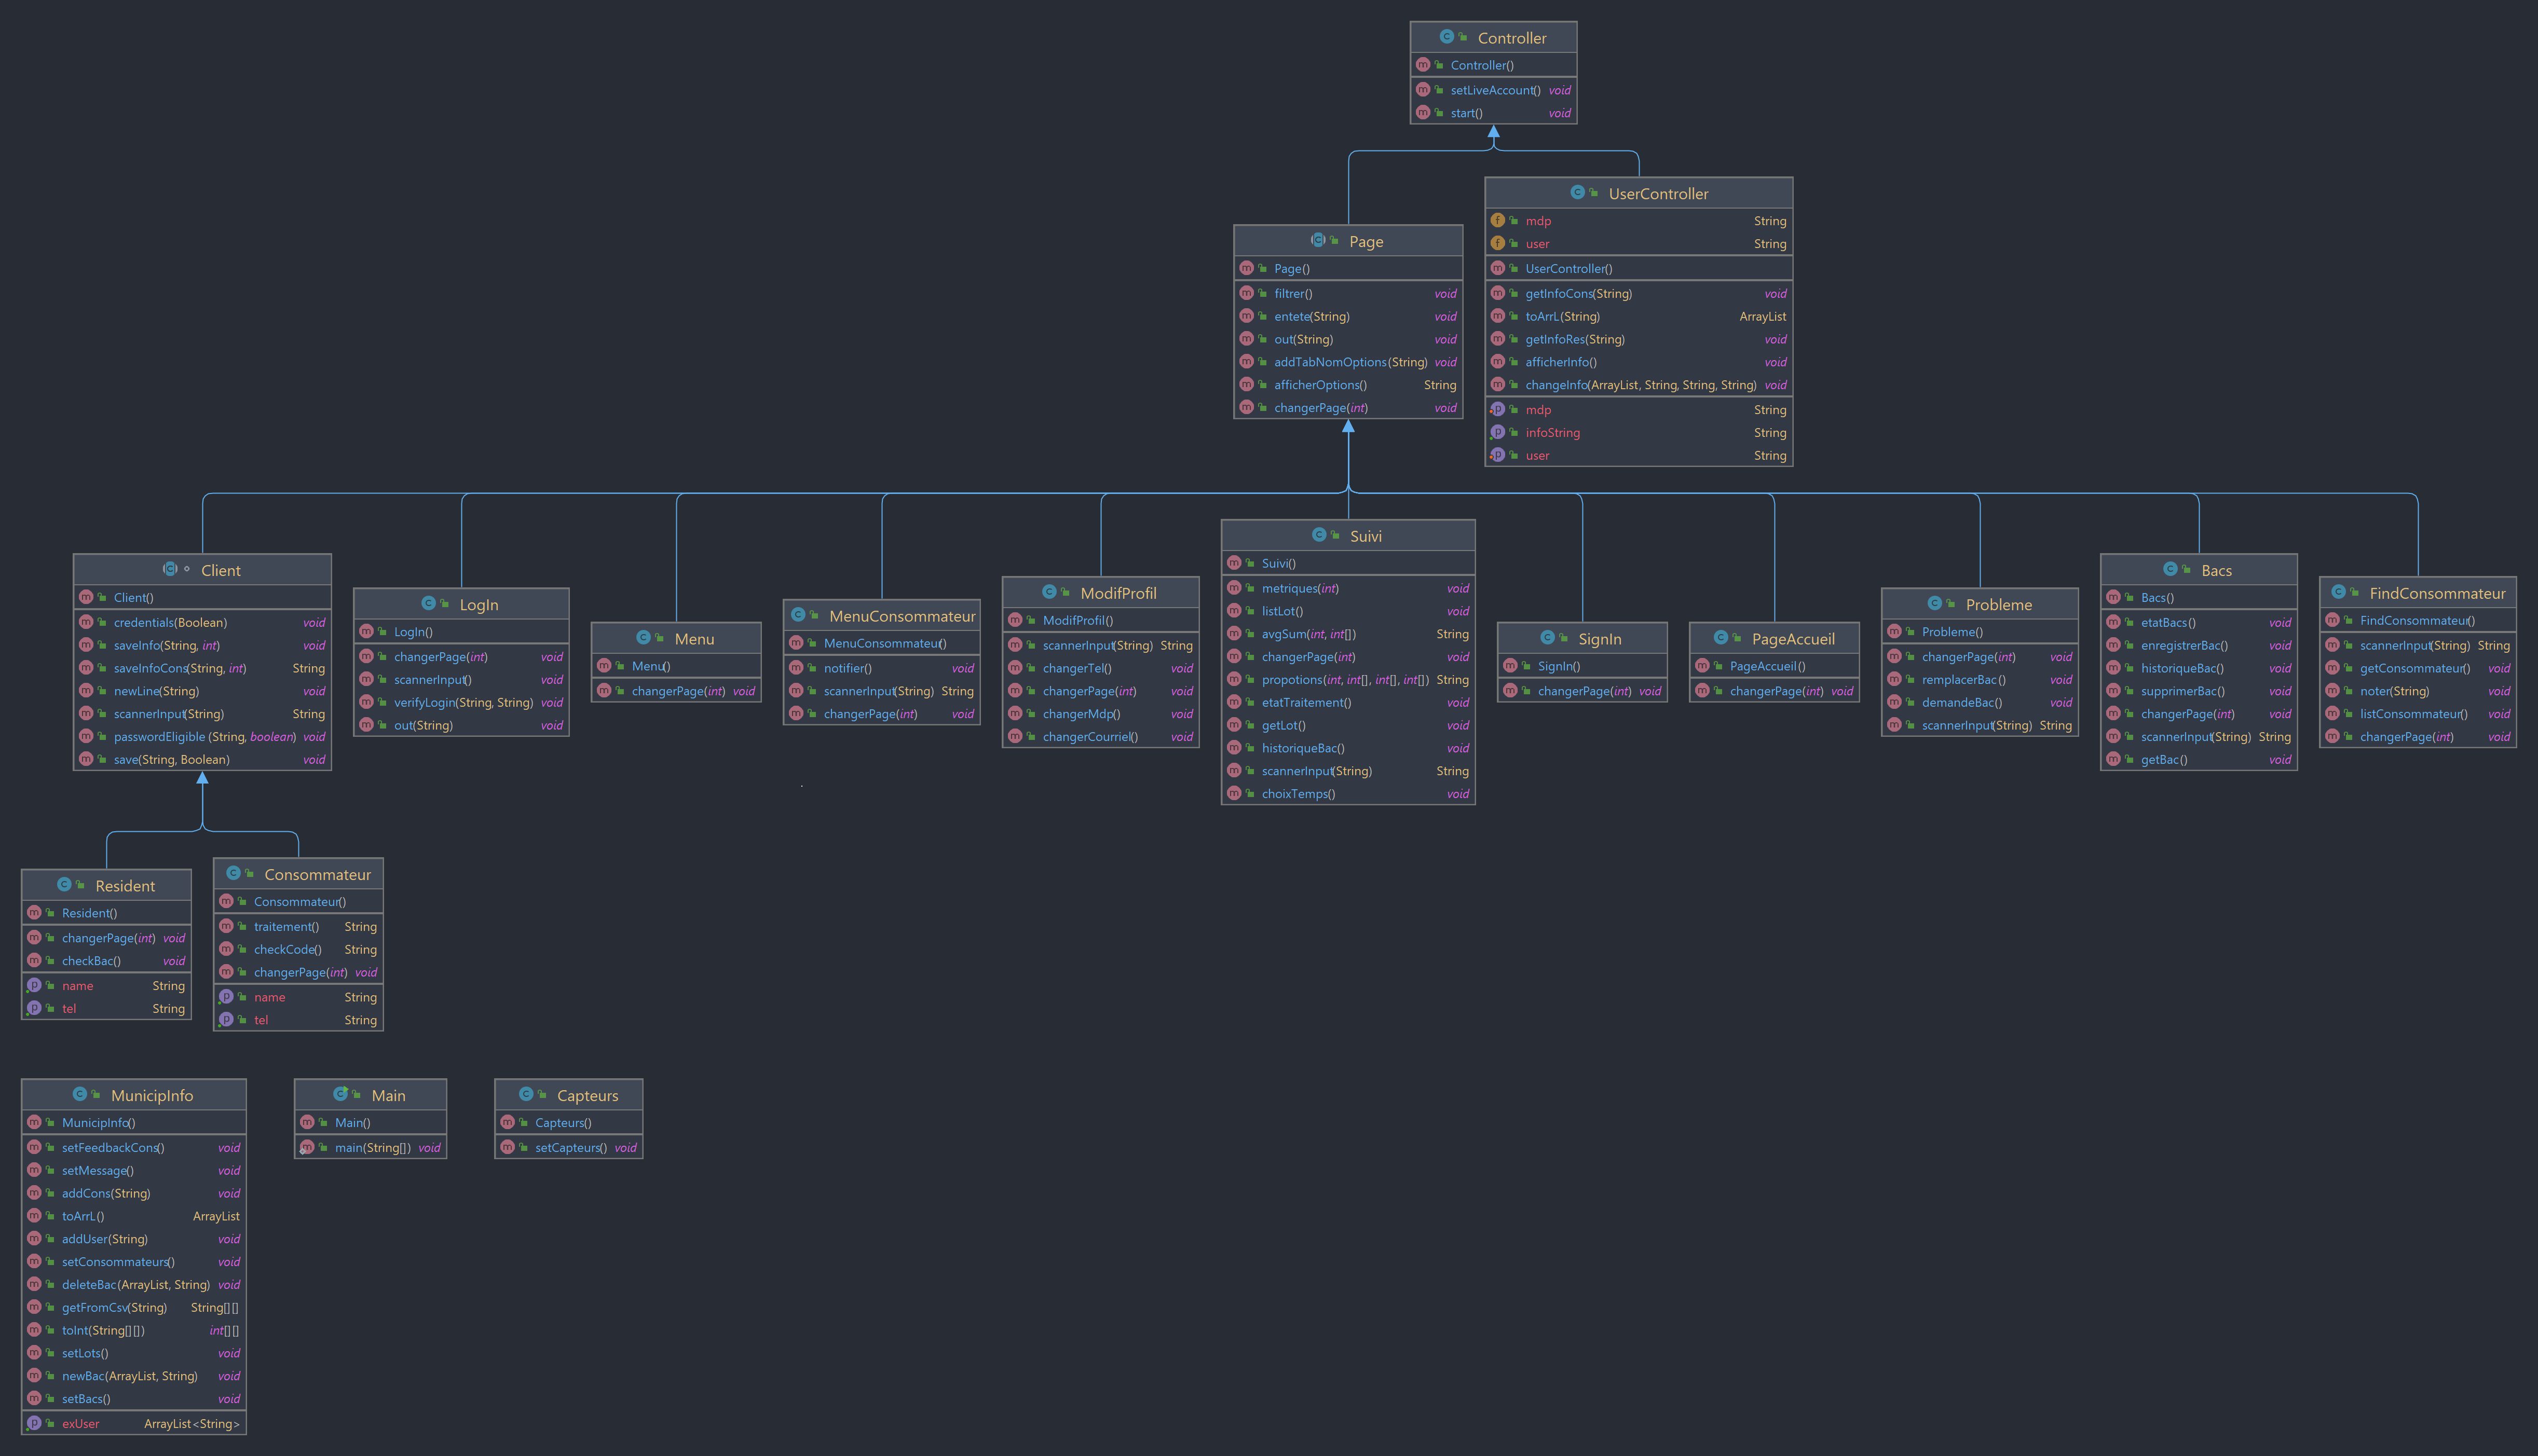 Controller
Controller()
setLiveAccount() void
start() void
Page
Page()
filtrer() void
entete(String) void
out(String) void
addTabNomOptions(String) void
afficherOptions() String
changerPage(int) void
UserController
mdp String
user String
UserController()
getInfoCons(String) void
toArrL(String) ArrayList
getInfoRes(String) void
afficherInfo() void
changeInfo(ArrayList, String, String, String) void
mdp String
infoString String
user String
Client
Client()
credentials(Boolean) void
saveInfo(String, int) void
saveInfoCons(String, int) String
newLine(String) void
scannerInput(String) String
passwordEligible (String, boolean) void
save(String, Boolean) void
LogIn
LogIn()
changerPage(int) void
scannerInput() void
verifyLogin(String, String) void
out(String) void
Menu
Menu()
changerPage(int) void
MenuConsommateur
MenuConsommateur()
notifier() void
scannerInput(String) String
changerPage(int) void
ModifProfil
ModifProfil()
scannerInput(String) String
changerTel() void
changerPage(int) void
changerMdp() void
changerCourriel() void
Suivi
Suivi()
metriques(int) void
listLot() void
avgSum(int, int[]) String
changerPage(int) void
propotions(int, int[], int[], int[]) String
etatTraitement() void
getLot() void
historiqueBac() void
scannerInput(String) String
choixTemps() void
SignIn
SignIn()
changerPage(int) void
PageAccueil
PageAccueil()
changerPage(int) void
Probleme
Probleme()
changerPage(int) void
remplacerBac() void
demandeBac() void
scannerInput(String) String
Bacs
Bacs()
etatBacs() void
enregistrerBac() void
historiqueBac() void
supprimerBac() void
changerPage(int) void
scannerInput(String) String
getBac() void
FindConsommateur
FindConsommateur()
scannerInput(String) String
getConsommateur() void
noter(String) void
listConsommateur() void
changerPage(int) void
Resident
Resident()
changerPage(int) void
checkBac() void
name String
tel String
Consommateur
Consommateur()
traitement() String
checkCode() String
changerPage(int) void
name String
tel String
MunicipInfo
MunicipInfo()
setFeedbackCons() void
setMessage() void
addCons(String) void
toArrL() ArrayList
addUser(String) void
setConsommateurs() void
deleteBac(ArrayList, String) void
getFromCsv(String) String[][]
toInt(String[][]) int[][]
setLots() void
newBac(ArrayList, String) void
setBacs() void
exUser ArrayList<String>
Main
Main()
main(String[]) void
Capteurs
Capteurs()
setCapteurs() void